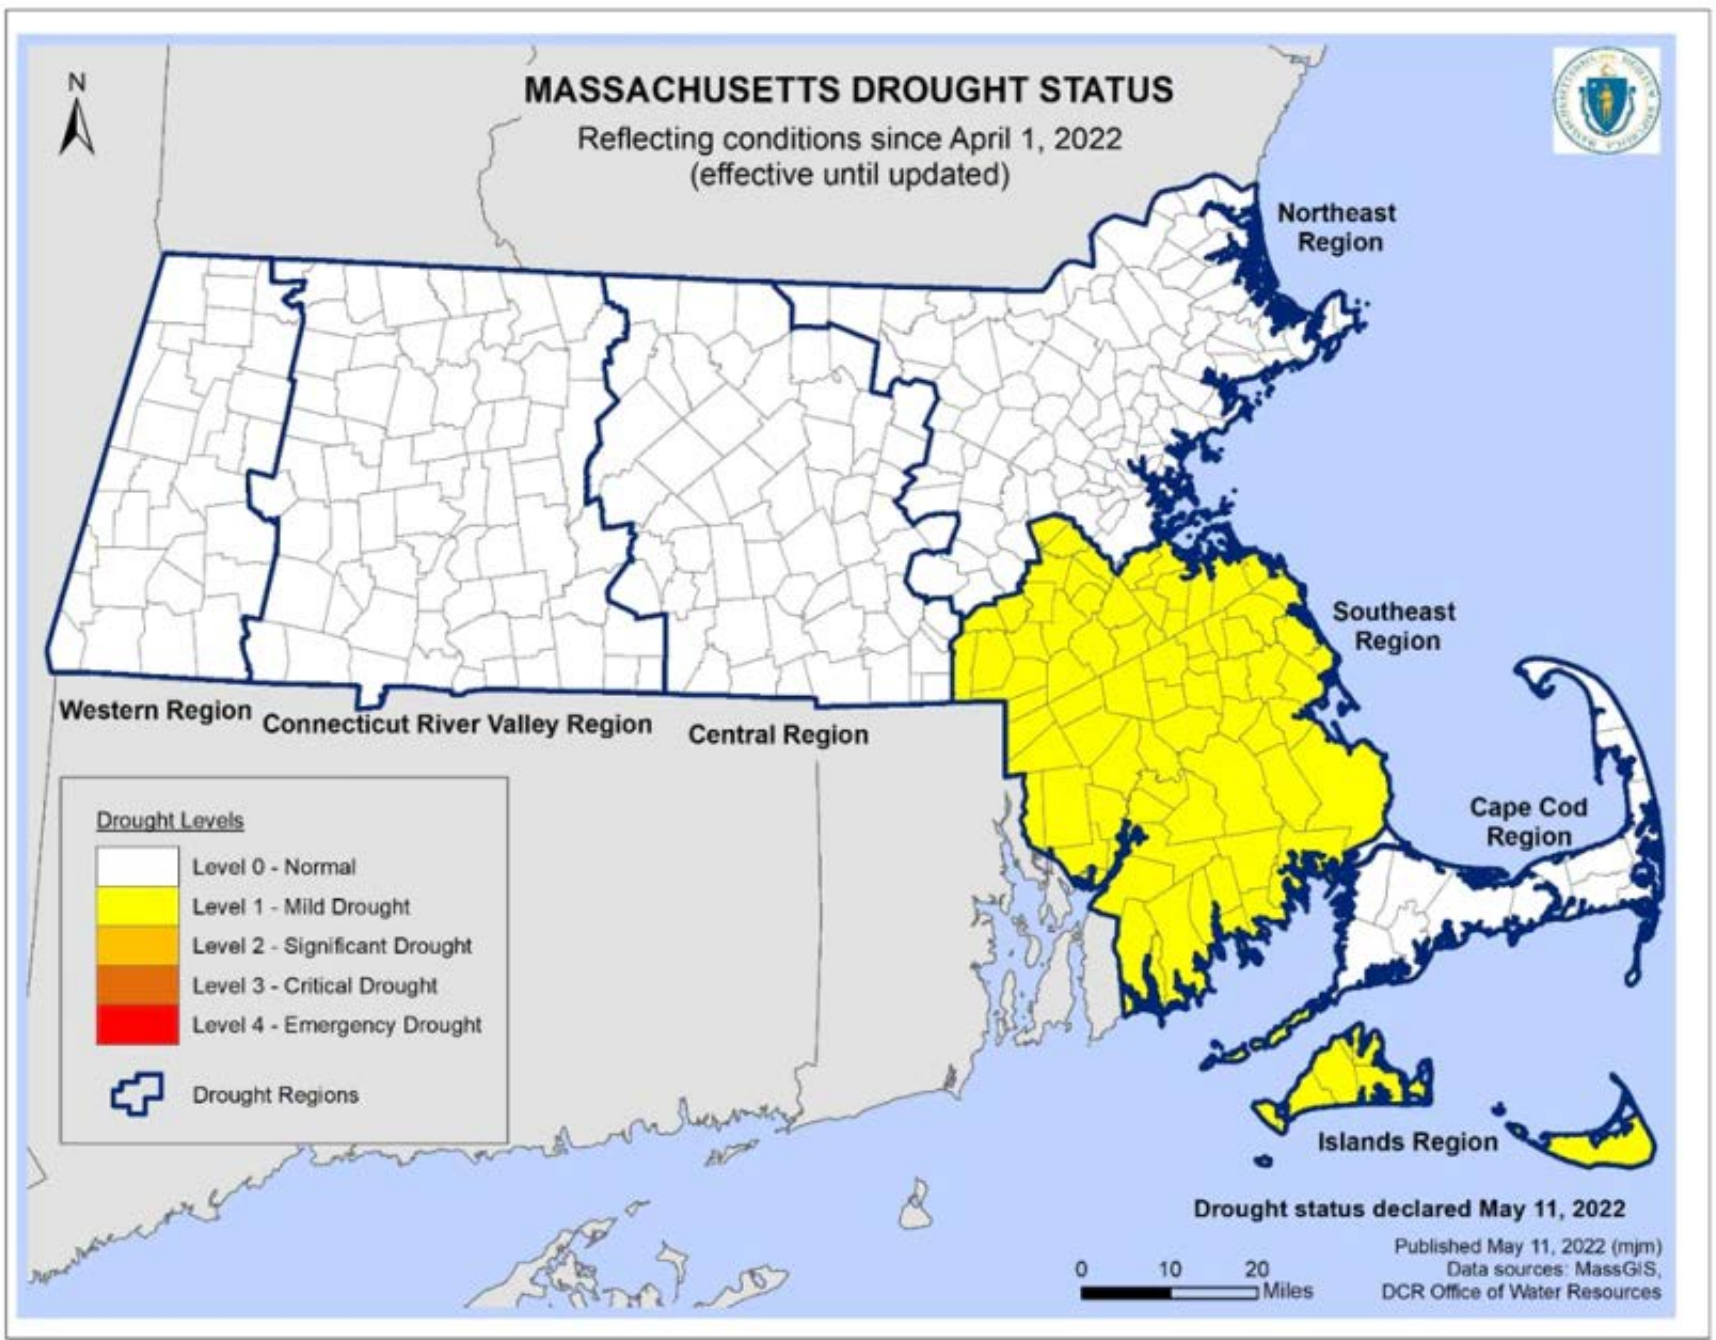 N
MASSACHUSETTS DROUGHT STATUS
Reflecting conditions since April 1, 2022
(effective until updated)
Northeast
Region
Southeast
Region
Western Region
Connecticut River Valley Region
Central Region
Cape Cod
Region
Drought Levels
Level 0 - Normal
Level 1 - Mild Drought
Level 2 - Significant Drought
Level 3 - Critical Drought
Level 4 - Emergency Drought
Drought Regions
Islands Region
Drought status declared May 11, 2022
Published May 11, 2022 (mjm)
Data sources: MassGIS,
DCR Office of Water Resources
0 10 20
Miles